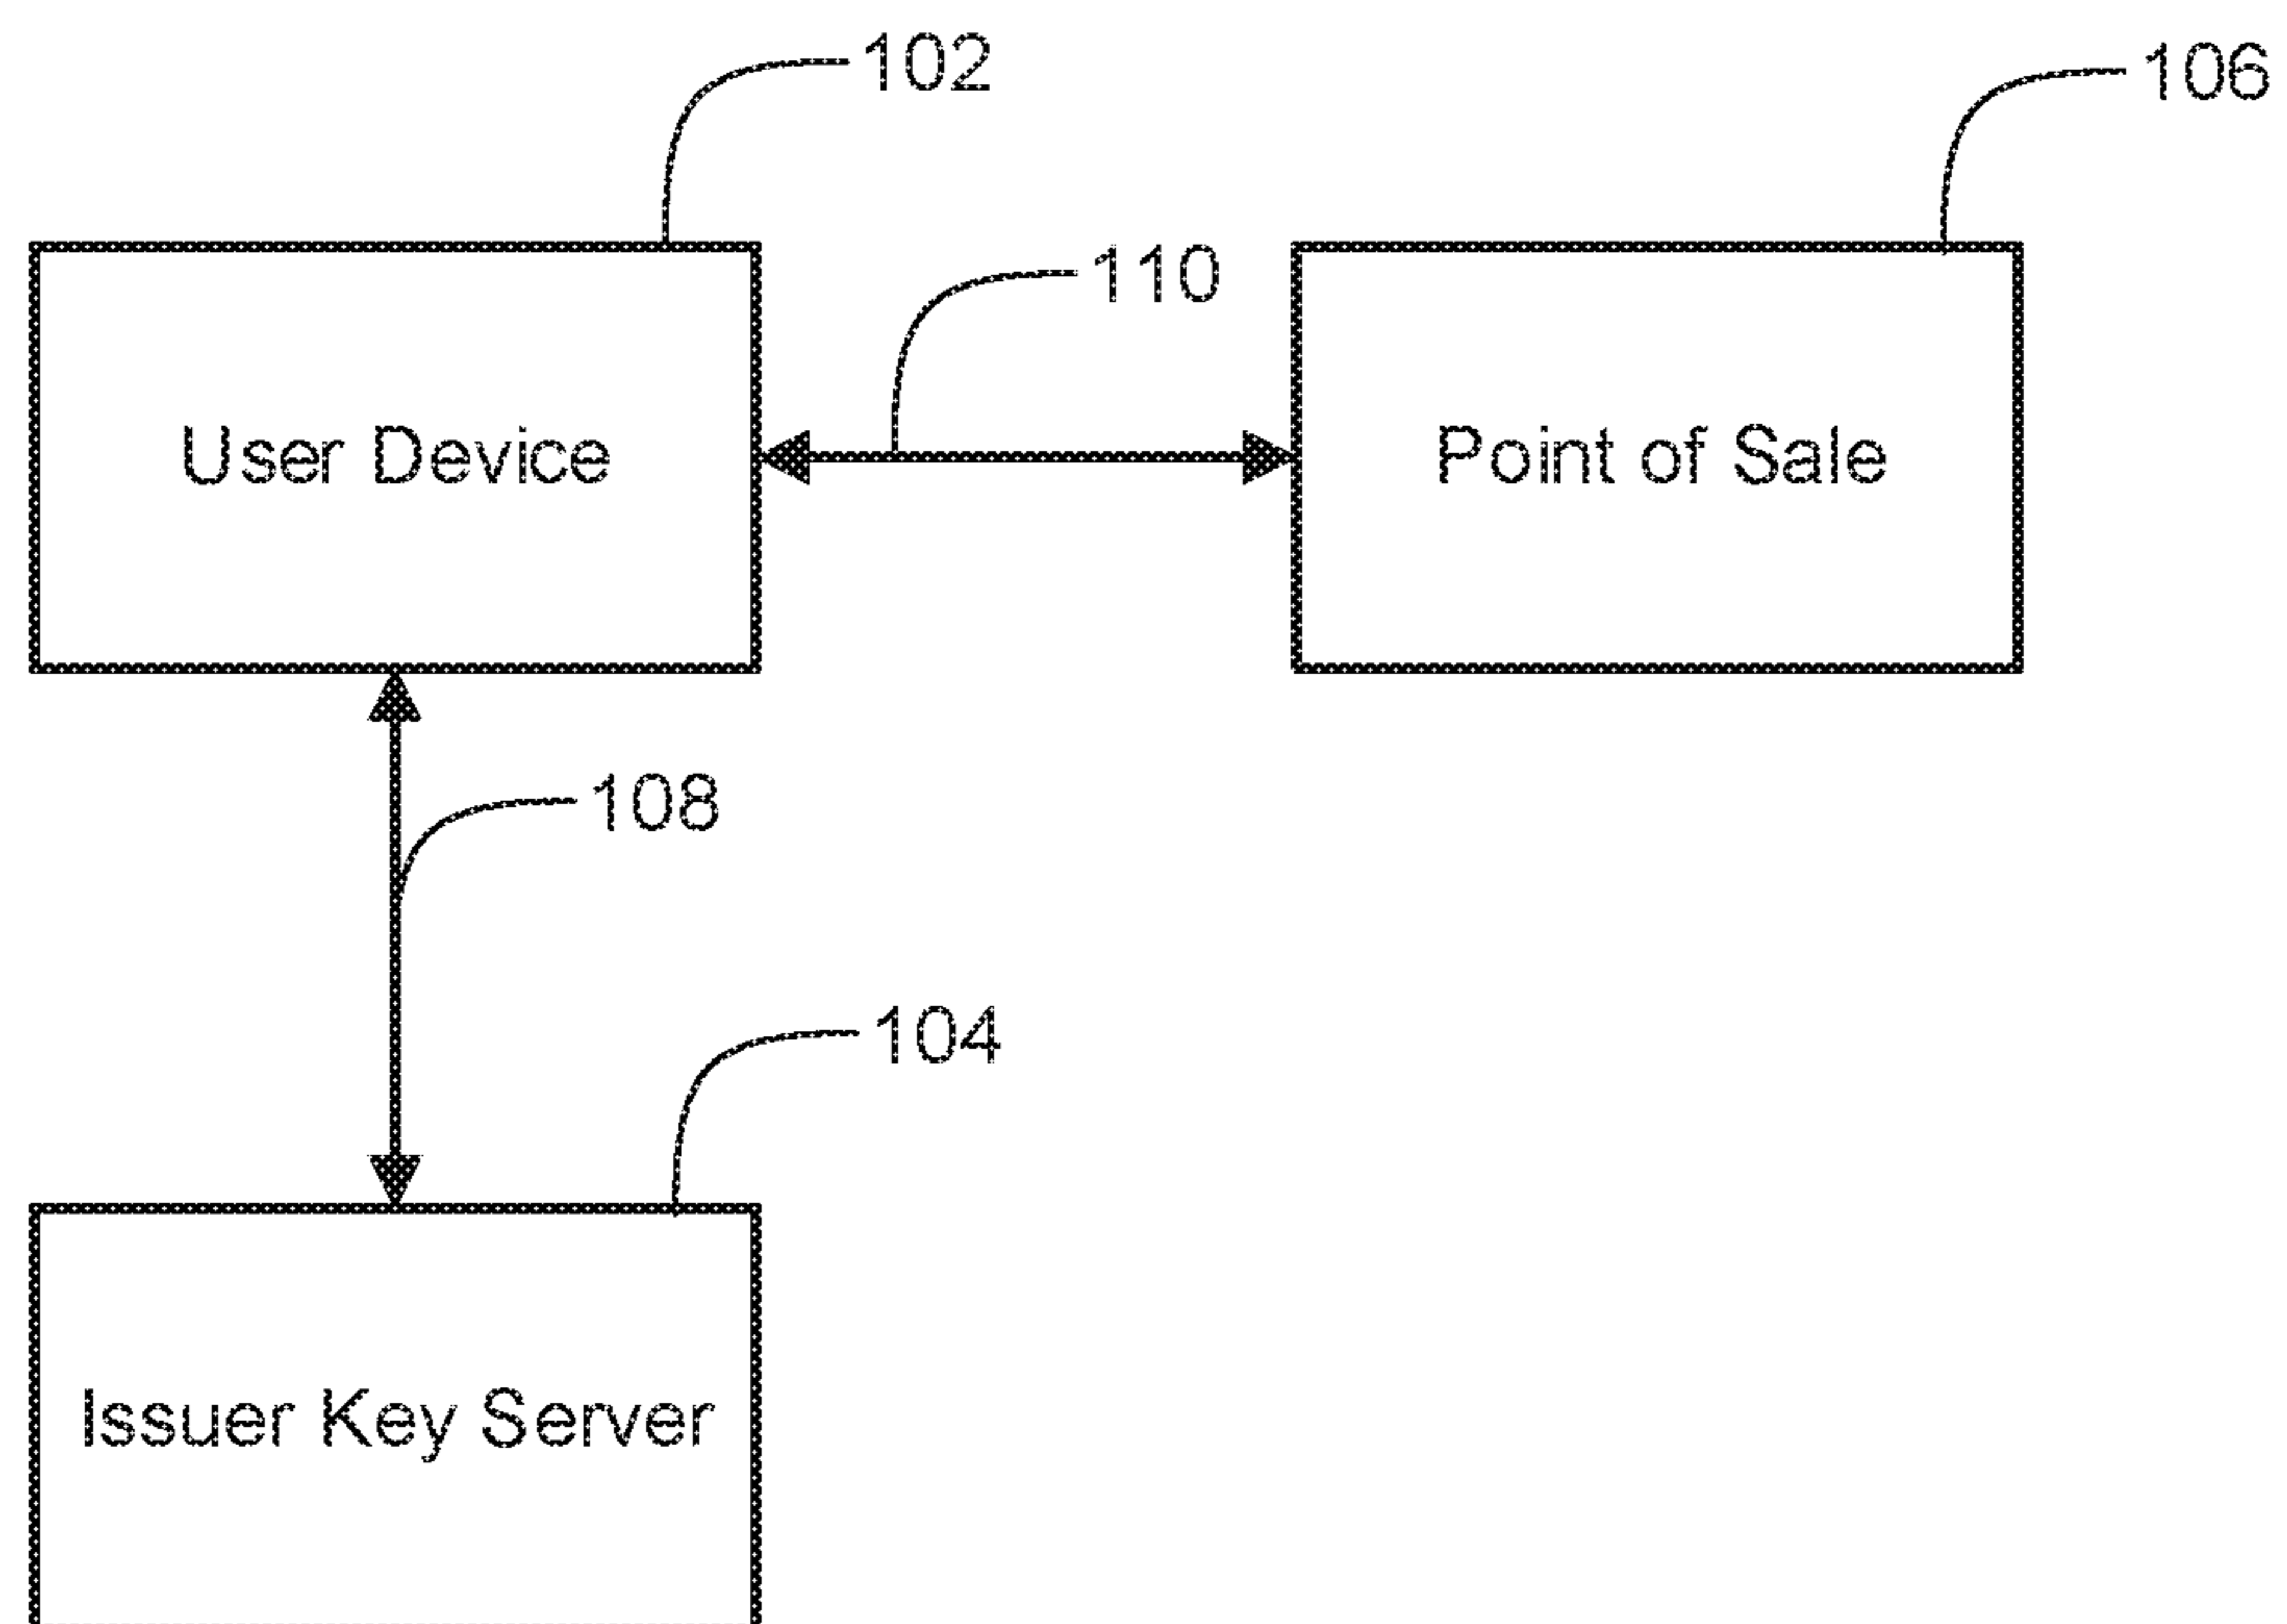 102
106
110
User Device
Point of Sale
108
104
Issuer Key Server